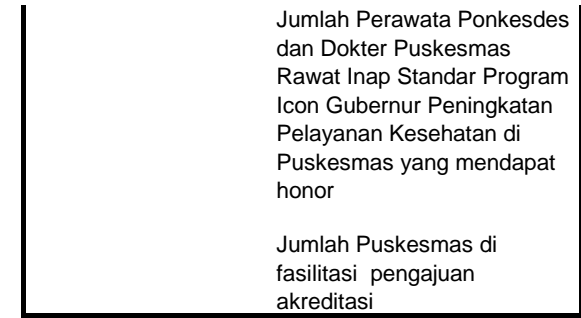 Jumlah Perawata Ponkesdes
dan Dokter Puskesmas
Rawat Inap Standar Program
Icon Gubernur Peningkatan
Pelayanan Kesehatan di
Puskesmas yang mendapat
honor
Jumlah Puskesmas di
fasilitasi  pengajuan
akreditasi